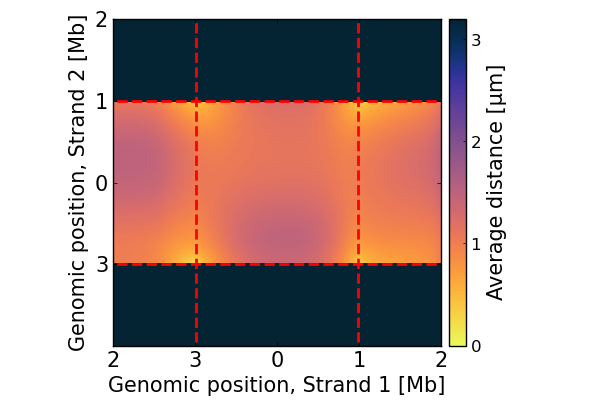 2
1
0
3
Genomic position, Strand 2 [Mb]
2 3 0 1 2
Genomic position, Strand 1 [Mb]
3
2
1
0
Average distance [μm]